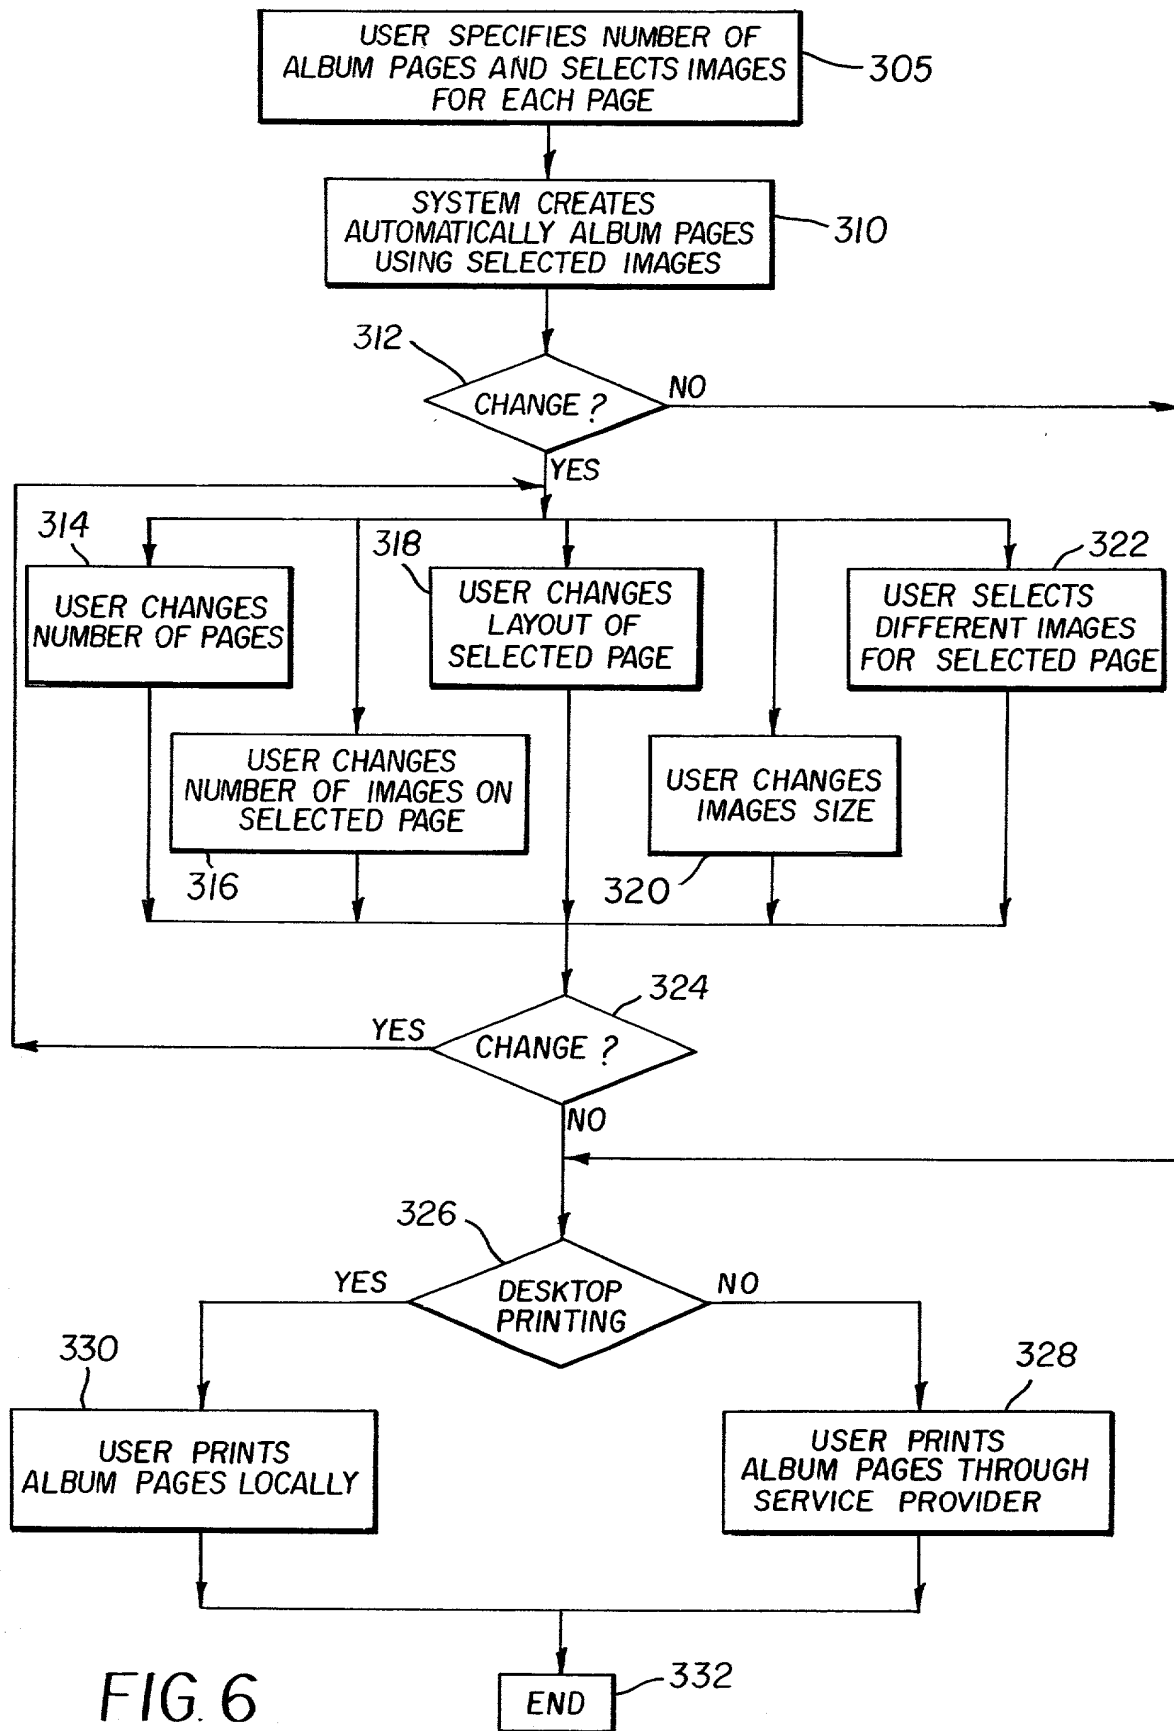 USER SPECIFIES NUMBER OF
ALBUM PAGES AND SELECTS IMAGES
FOR EACH PAGE
305
SYSTEM CREATES
AUTOMATICALLY ALBUM PAGES
USING SELECTED IMAGES
310
312
CHANGE?
NO
YES
314
USER CHANGES
NUMBER OF PAGES
318
USER CHANGES
LAYOUT OF
SELECTED PAGE
322
USER SELECTS
DIFFERENT IMAGES
FOR SELECTED PAGE
USER CHANGES
NUMBER OF IMAGES ON
SELECTED PAGE
316
USER CHANGES
IMAGES SIZE
320
324
YES
CHANGE?
NO
326
YES
DESKTOP
PRINTING
NO
330
USER PRINTS
ALBUM PAGES LOCALLY
328
USER PRINTS
ALBUM PAGES THROUGH
SERVICE PROVIDER
END
332
FIG. 6